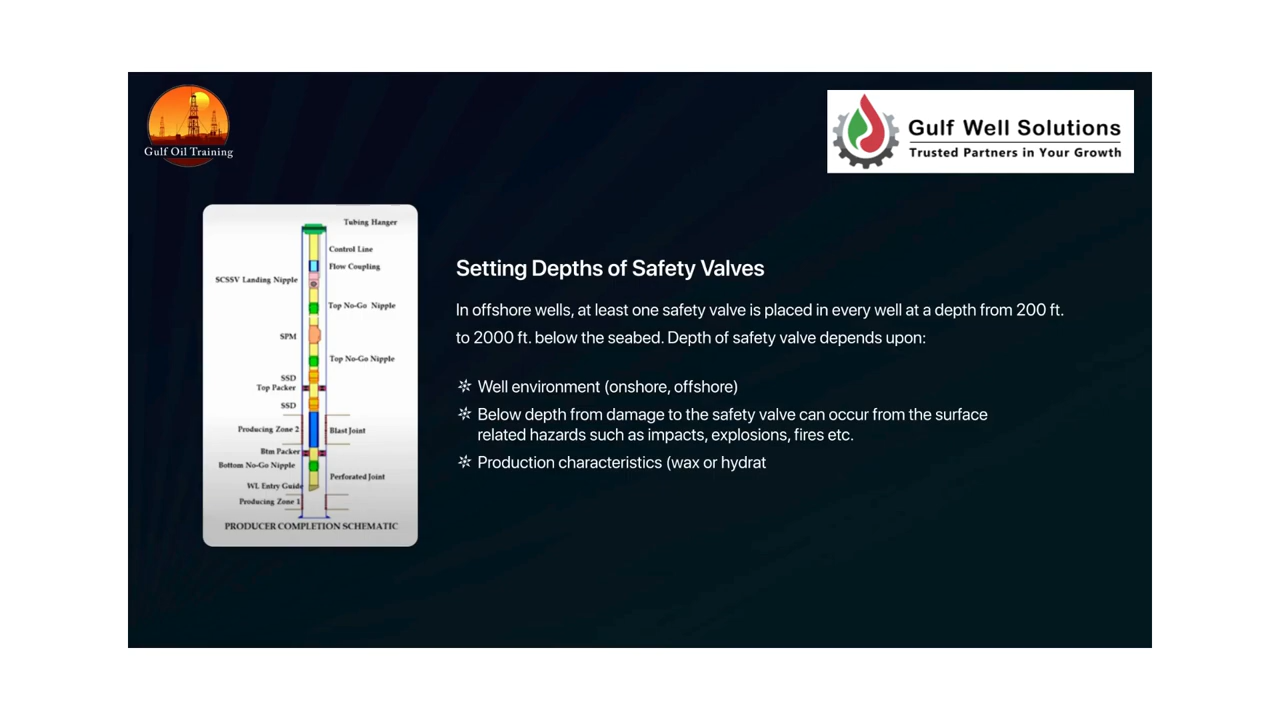 Gulf Oil Training
Gulf Well Solutions
Trusted Partners in Your Growth
Tubing Hanger
Control Line
Flow Coupling
SCSSV Landing Nipple
Top No-Go Nipple
SPM
Top No-Go Nipple
SSD
Top Packer
SSD
Producing Zone 2
Blast Joint
Btm Packer
Bottom No-Go Nipple
Perforated Joint
WL Entry Guide
Producing Zone 1
PRODUCER COMPLETION SCHEMATIC
Setting Depths of Safety Valves
In offshore wells, at least one safety valve is placed in every well at a depth from 200 ft.
to 2000 ft. below the seabed. Depth of safety valve depends upon:
Well environment (onshore, offshore)
Below depth from damage to the safety valve can occur from the surface
related hazards such as impacts, explosions, fires etc.
Production characteristics (wax or hydrat